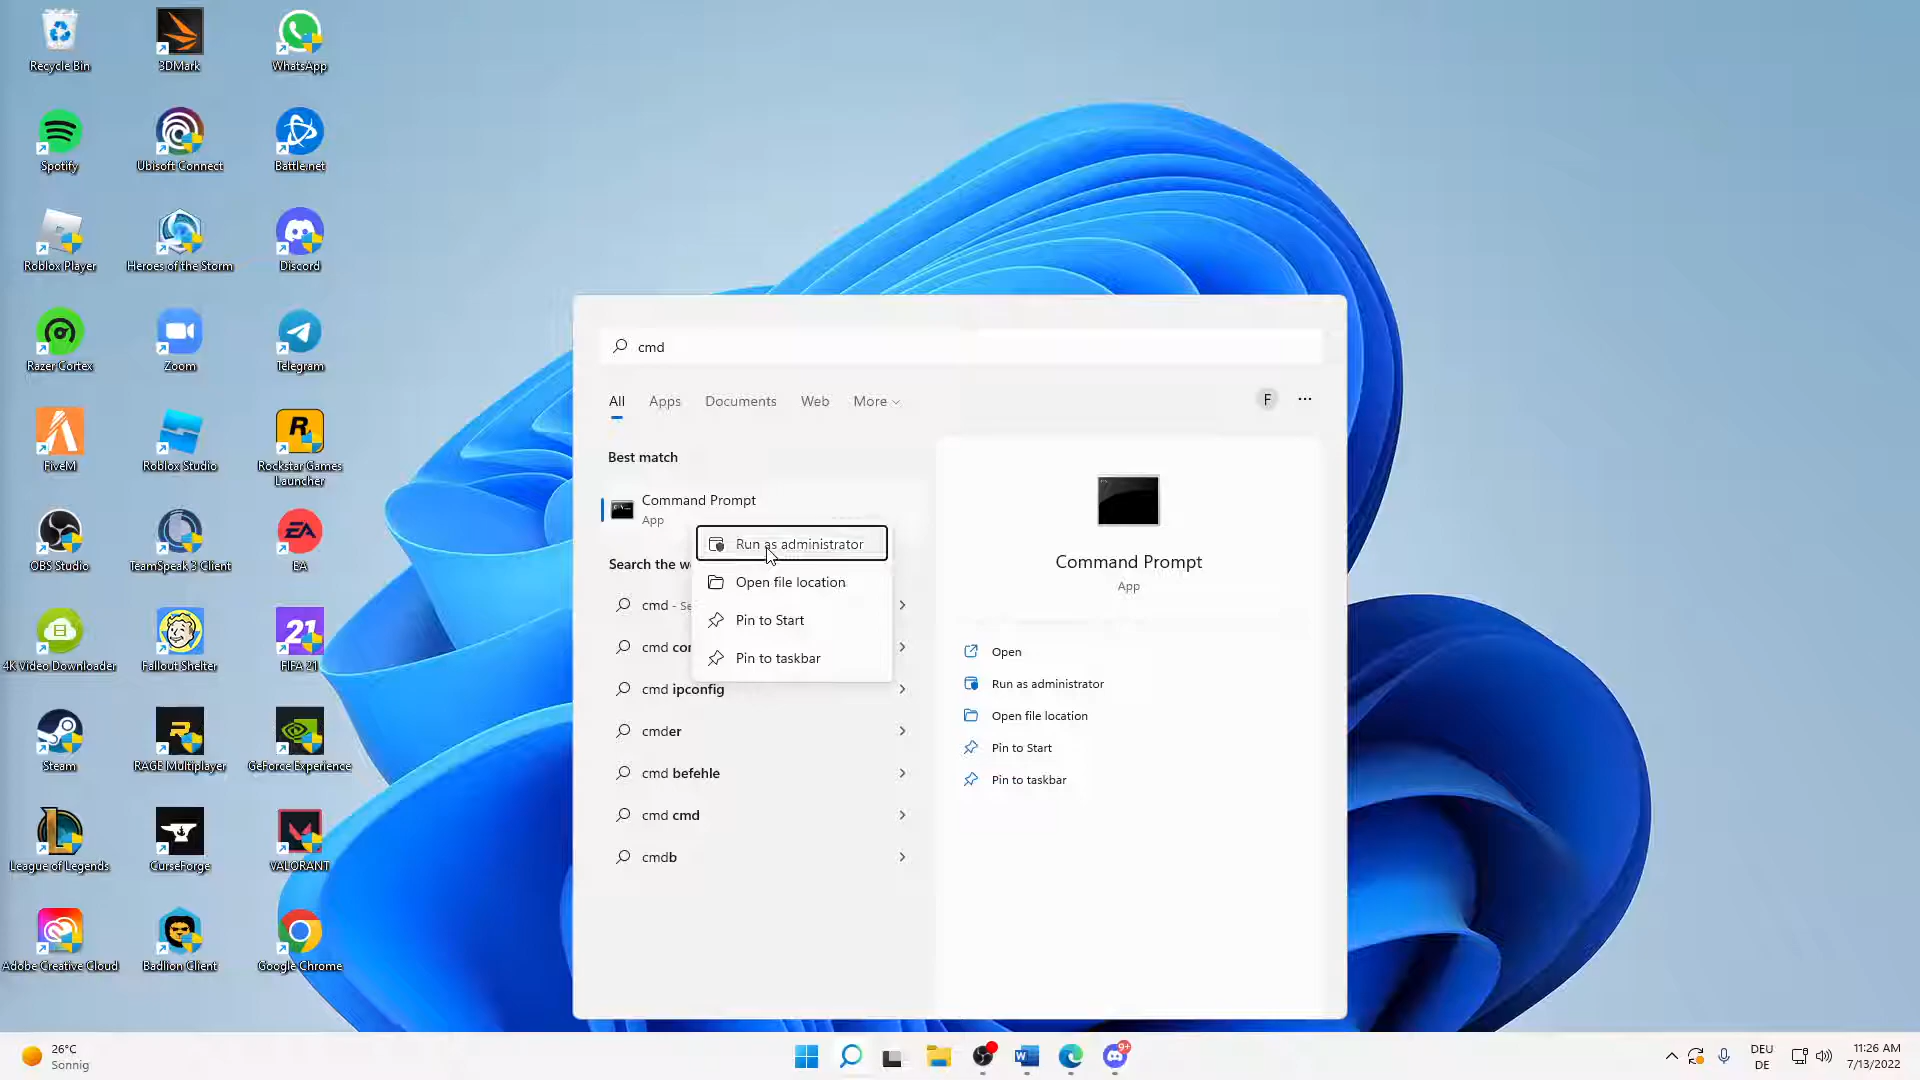 Recycle Bin
3DMark
WhatsApp
Spotify
Ubisoft Connect
Battle.net
Roblox Player
Heroes of the Storm
Discord
Razer Cortex
Zoom
Telegram
FiveM
Roblox Studio
Rockstar Games
Launcher
OBS Studio
TeamSpeak 3 Client
EA
4K Video Downloader
Fallout Shelter
FIFA 21
Steam
RAGE Multiplayer
GeForce Experience
League of Legends
CurseForge
VALORANT
Adobe Creative Cloud
Badlion Client
Google Chrome
cmd
All
Apps
Documents
Web
More
F
Best match
Command Prompt
App
Run as administrator
Open file location
Pin to Start
Pin to taskbar
Search the
cmd
cmd
cmd ipconfig
cmder
cmd befehle
cmd cmd
cmdb
Command Prompt
App
Open
Run as administrator
Open file location
Pin to Start
Pin to taskbar
26°C
Sonnig
9+
DEU
DE
11:26 AM
7/13/2022